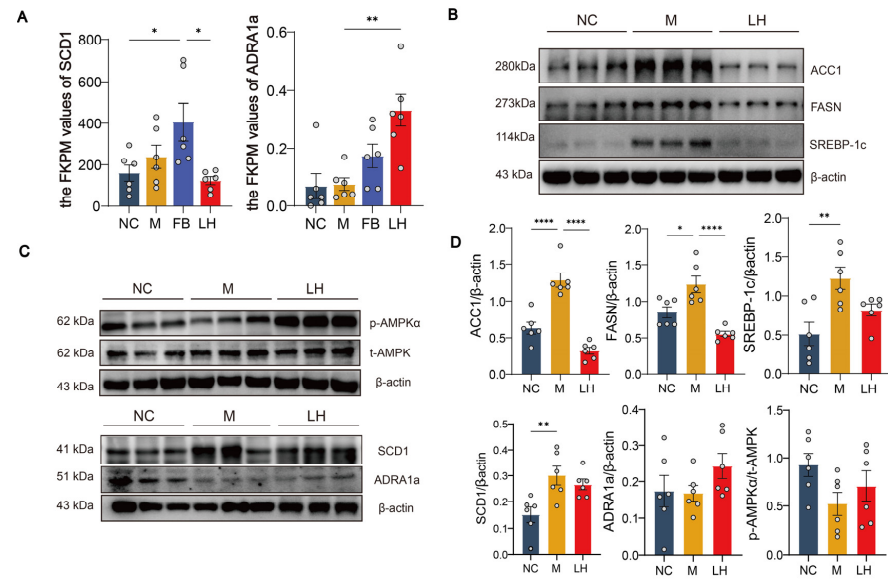 A
the FKPM values of SCD1
800
600
400
200
0
*
*
NC M FB LH
the FKPM values of ADRA1a
0.6
0.4
0.2
0.0
**
NC M FB LH
B
NC M LH
280kDa ACC1
273kDa FASN
114kDa SREBP-1c
43 kDa β-actin
C
NC M LH
62 kDa p-AMPKα
62 kDa t-AMPK
43 kDa β-actin
NC M LH
41 kDa SCD1
51 kDa ADRA1a
43 kDa β-actin
D
ACC1/β-actin
2.0
1.5
1.0
0.5
0.0
**** ****
NC M LH
FASN/β-actin
2.0
1.5
1.0
0.5
0.0
* ****
NC M LH
SREBP-1c/β-actin
2.0
1.5
1.0
0.5
0.0
**
NC M LH
SCD1/β-actin
0.5
0.4
0.3
0.2
0.1
0.0
**
NC M LH
ADRA1a/β-actin
0.4
0.3
0.2
0.1
0.0
NC M LH
p-AMPKα/t-AMPK
1.5
1.0
0.5
0.0
NC M LH